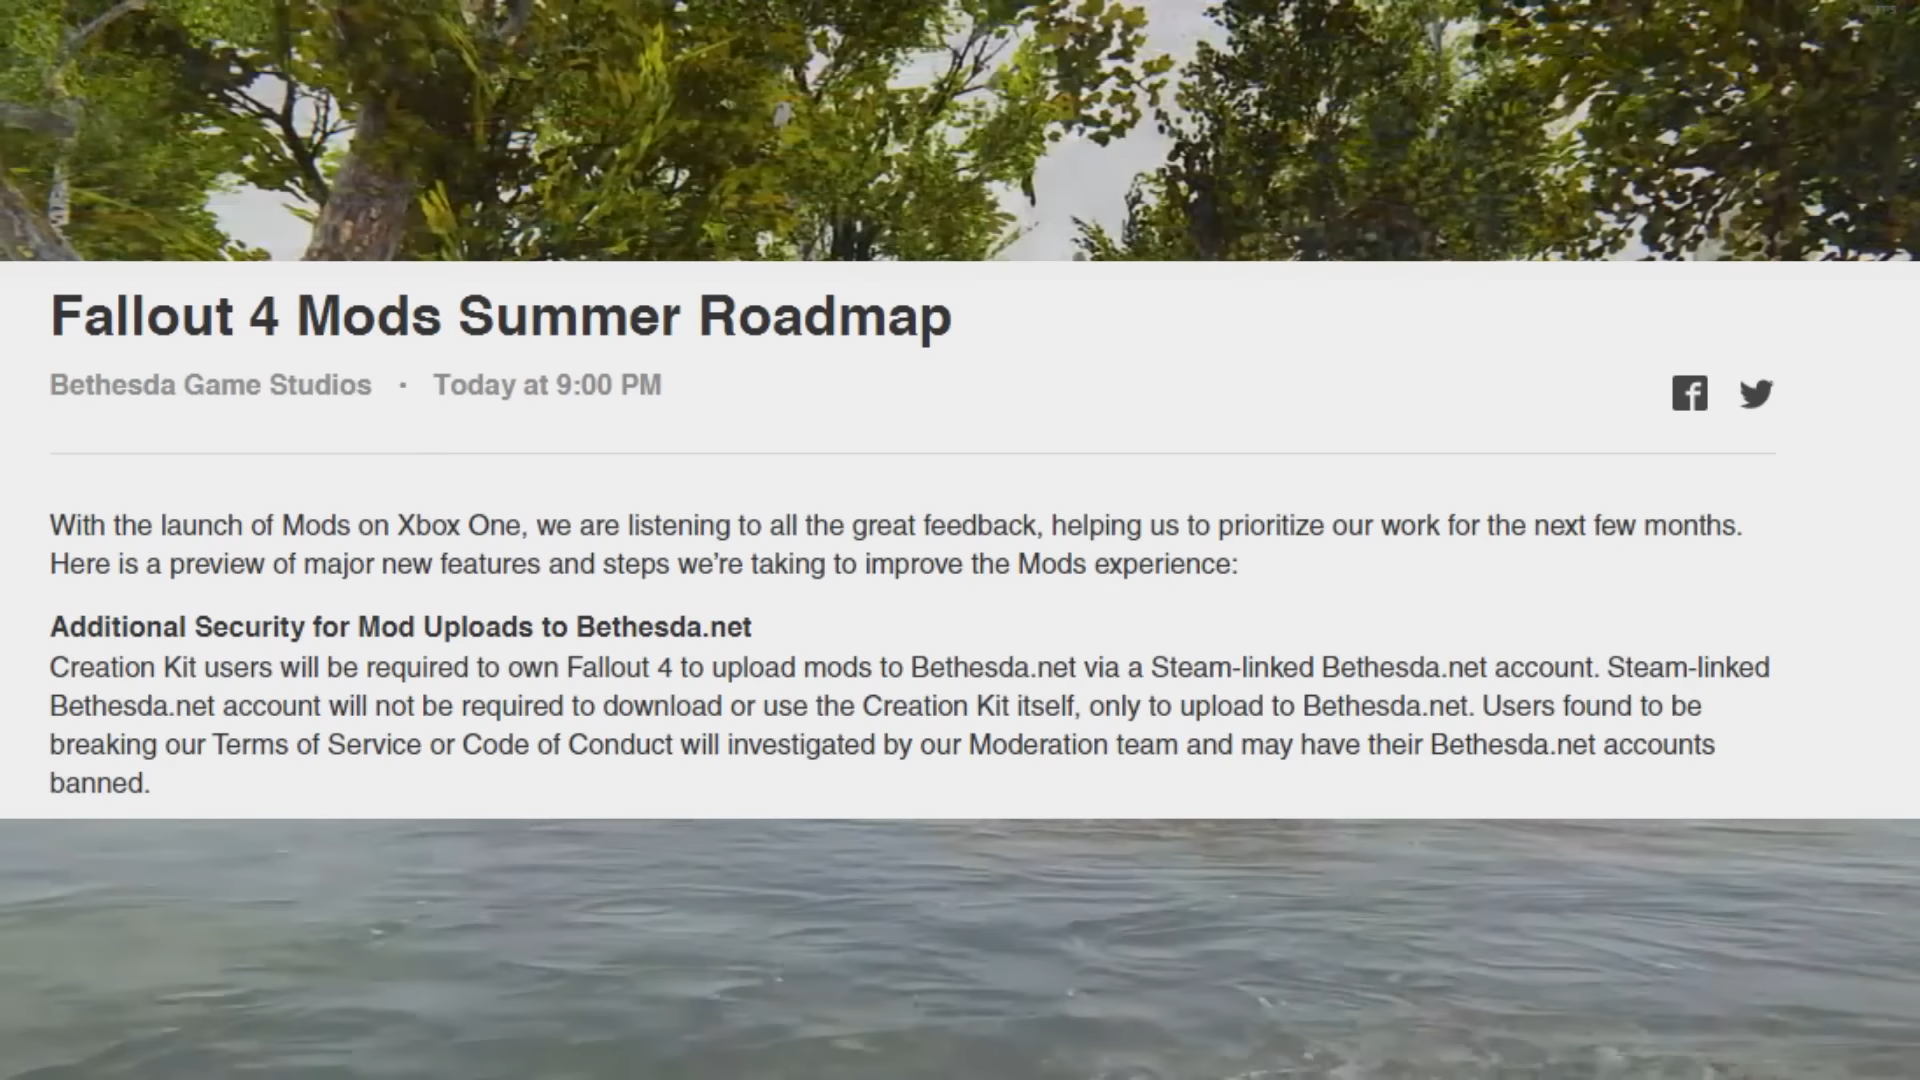 Fallout 4 Mods Summer Roadmap
Bethesda Game Studios · Today at 9:00 PM
With the launch of Mods on Xbox One, we are listening to all the great feedback, helping us to prioritize our work for the next few months.
Here is a preview of major new features and steps we’re taking to improve the Mods experience:
Additional Security for Mod Uploads to Bethesda.net
Creation Kit users will be required to own Fallout 4 to upload mods to Bethesda.net via a Steam-linked Bethesda.net account. Steam-linked
Bethesda.net account will not be required to download or use the Creation Kit itself, only to upload to Bethesda.net. Users found to be
breaking our Terms of Service or Code of Conduct will investigated by our Moderation team and may have their Bethesda.net accounts
banned.